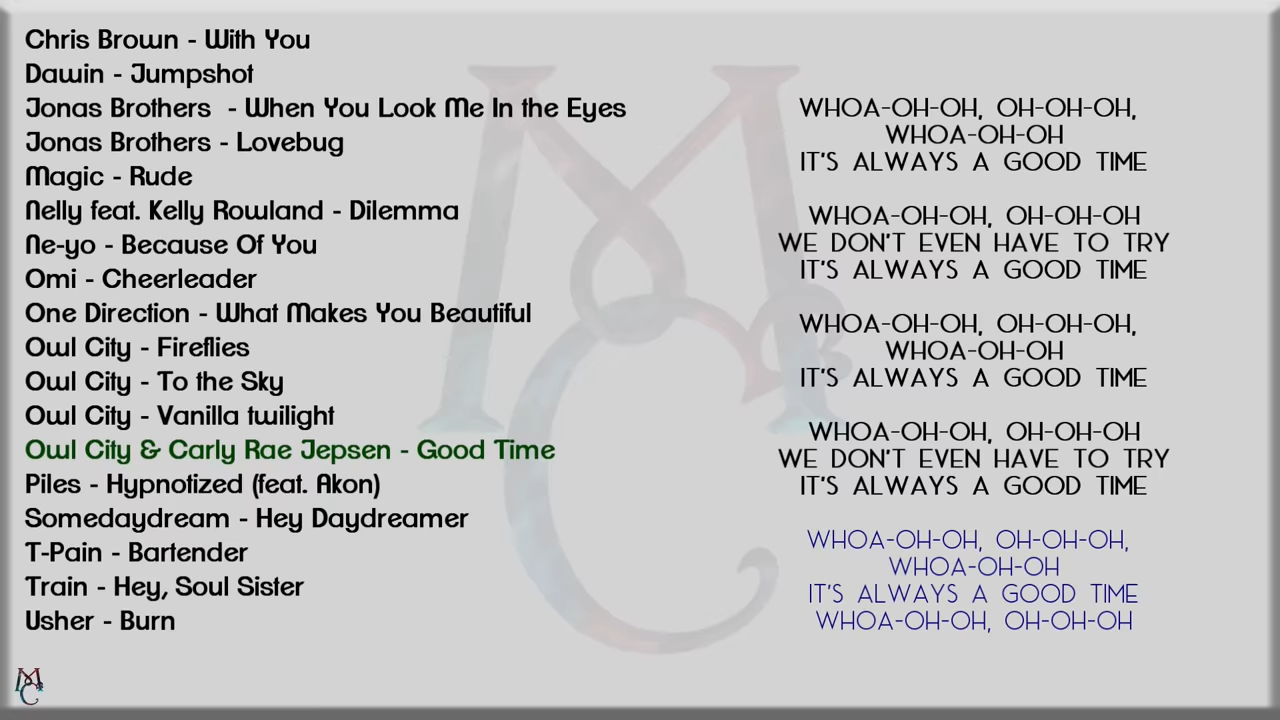 Chris Brown - With You
Dawin - Jumpshot
Jonas Brothers  - When You Look Me In the Eyes
Jonas Brothers - Lovebug
Magic - Rude
Nelly feat. Kelly Rowland - Dilemma
Ne-yo - Because Of You
Omi - Cheerleader
One Direction - What Makes You Beautiful
Owl City - Fireflies
Owl City - To the Sky
Owl City - Vanilla twilight
Owl City & Carly Rae Jepsen - Good Time
Piles - Hypnotized (feat. Akon)
Somedaydream - Hey Daydreamer
T-Pain - Bartender
Train - Hey, Soul Sister
Usher - Burn
WHOA-OH-OH, OH-OH-OH,
WHOA-OH-OH
IT'S ALWAYS A GOOD TIME
WHOA-OH-OH, OH-OH-OH
WE DON'T EVEN HAVE TO TRY
IT'S ALWAYS A GOOD TIME
WHOA-OH-OH, OH-OH-OH,
WHOA-OH-OH
IT'S ALWAYS A GOOD TIME
WHOA-OH-OH, OH-OH-OH
WE DON'T EVEN HAVE TO TRY
IT'S ALWAYS A GOOD TIME
WHOA-OH-OH, OH-OH-OH,
WHOA-OH-OH
IT'S ALWAYS A GOOD TIME
WHOA-OH-OH, OH-OH-OH